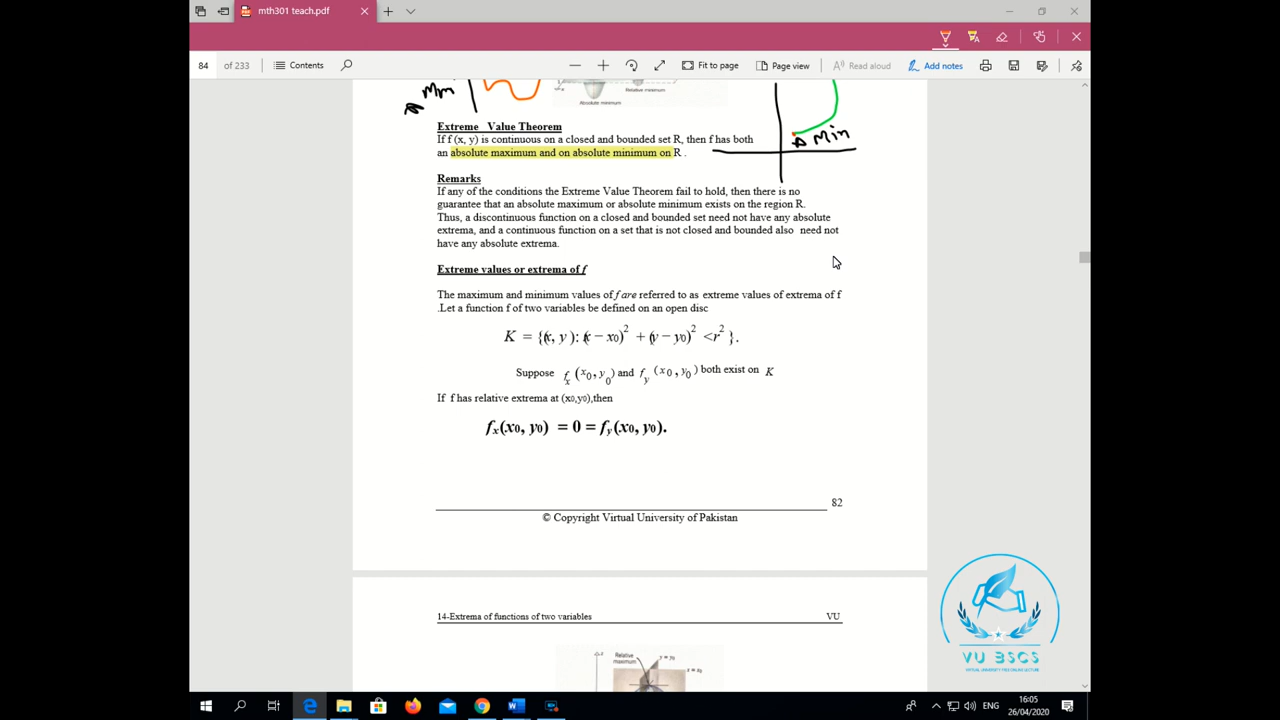 mth301 teach.pdf
84 of 233 Contents Fit to page Page view Read aloud Add notes
Mm
Absolute minimum
Relative minimum
Min
Extreme Value Theorem
If f (x, y) is continuous on a closed and bounded set R, then f has both
an absolute maximum and on absolute minimum on R .
Remarks
If any of the conditions the Extreme Value Theorem fail to hold, then there is no
guarantee that an absolute maximum or absolute minimum exists on the region R.
Thus, a discontinuous function on a closed and bounded set need not have any absolute
extrema, and a continuous function on a set that is not closed and bounded also need not
have any absolute extrema.
Extreme values or extrema of f
The maximum and minimum values of f are referred to as extreme values of extrema of f
.Let a function f of two variables be defined on an open disc
K = {(x, y ): (x − x0)² + (y − y0)² <r² }.
Suppose fx (x0, y0) and fy (x0, y0) both exist on K
If f has relative extrema at (x0,y0),then
fx(x0, y0) = 0 = fy(x0, y0).
82
© Copyright Virtual University of Pakistan
14-Extrema of functions of two variables VU
Relative
maximum
y = y0
x = x0
z
VU BSCS
ENG
16:05
26/04/2020